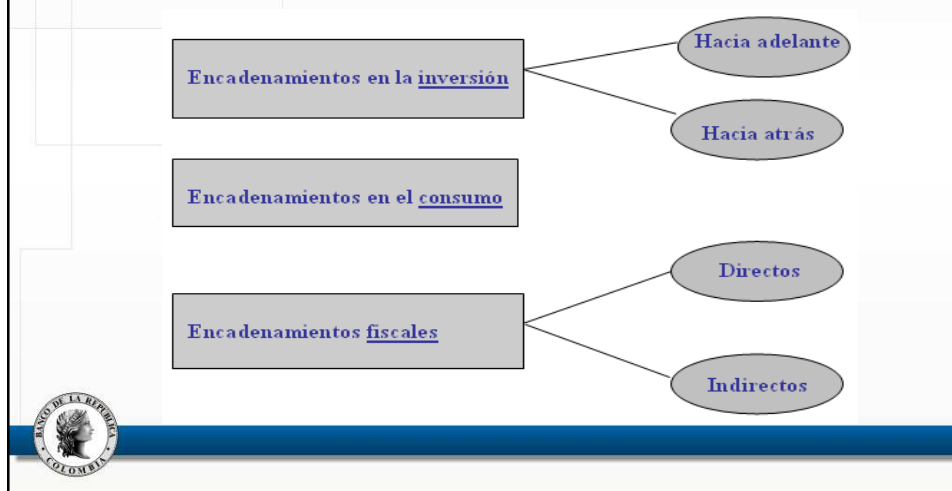 Encadenamientos en la inversión
Hacia adelante
Hacia atrás
Encadenamientos en el consumo
Encadenamientos fiscales
Directos
Indirectos
BANCO DE LA REPÚBLICA
COLOMBIA